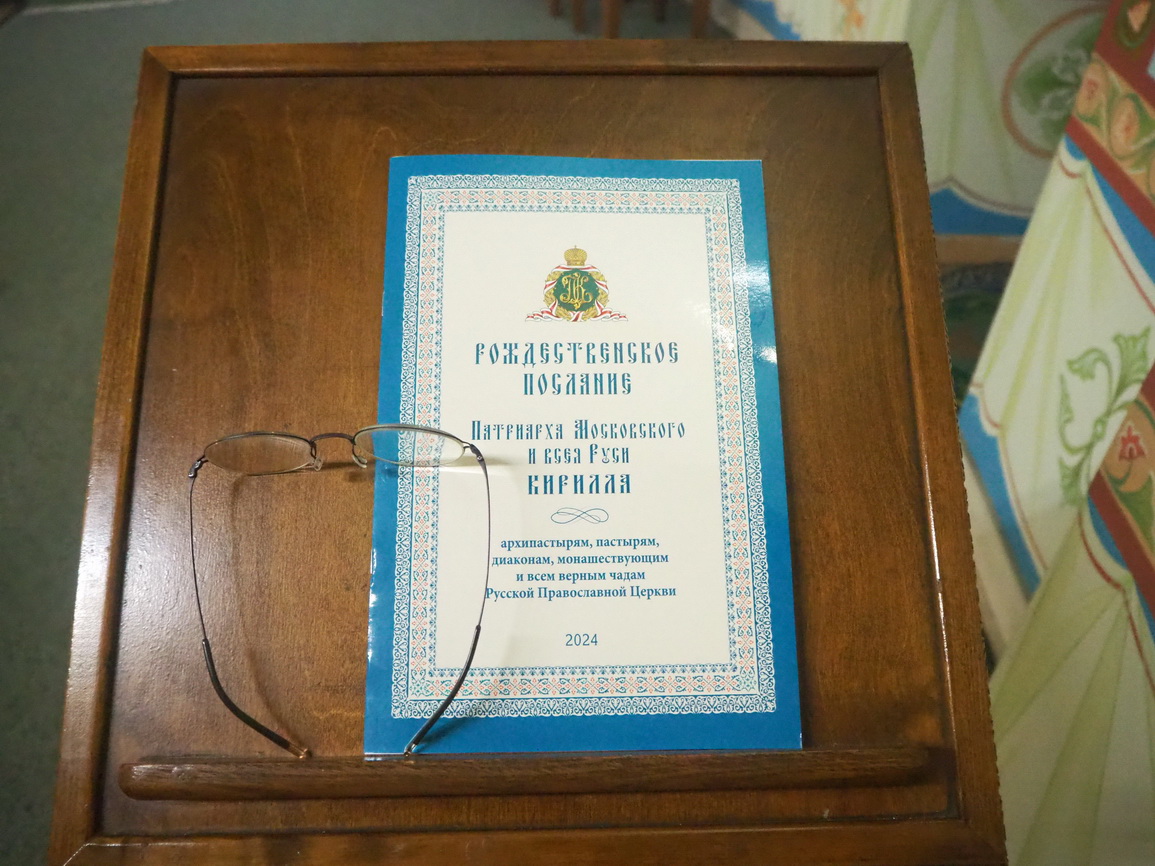 РОЖДЕСТВЕНСКОЕ
ПОСЛАНИЕ
Патриарха Московского
и всея Руси
КИРИЛЛА
архипастырям, пастырям,
диаконам, монашествующим
и всем верным чадам
Русской Православной Церкви
2024